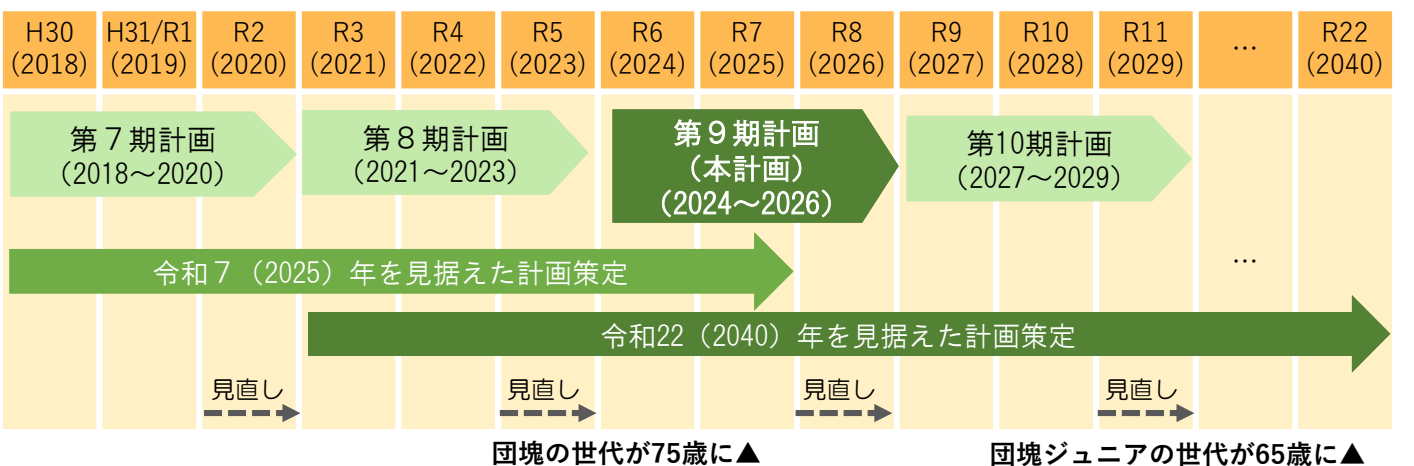 H30 H31/R1 R2 R3 R4 R5 R6 R7 R8 R9 R10 R11 … R22
(2018) (2019) (2020) (2021) (2022) (2023) (2024) (2025) (2026) (2027) (2028) (2029) (2040)
第７期計画
(2018～2020)
第８期計画
(2021～2023)
第９期計画
(本計画)
(2024～2026)
第10期計画
(2027～2029)
令和７（2025）年を見据えた計画策定
…
令和22（2040）年を見据えた計画策定
見直し 見直し 見直し 見直し
団塊の世代が75歳に▲ 団塊ジュニアの世代が65歳に▲